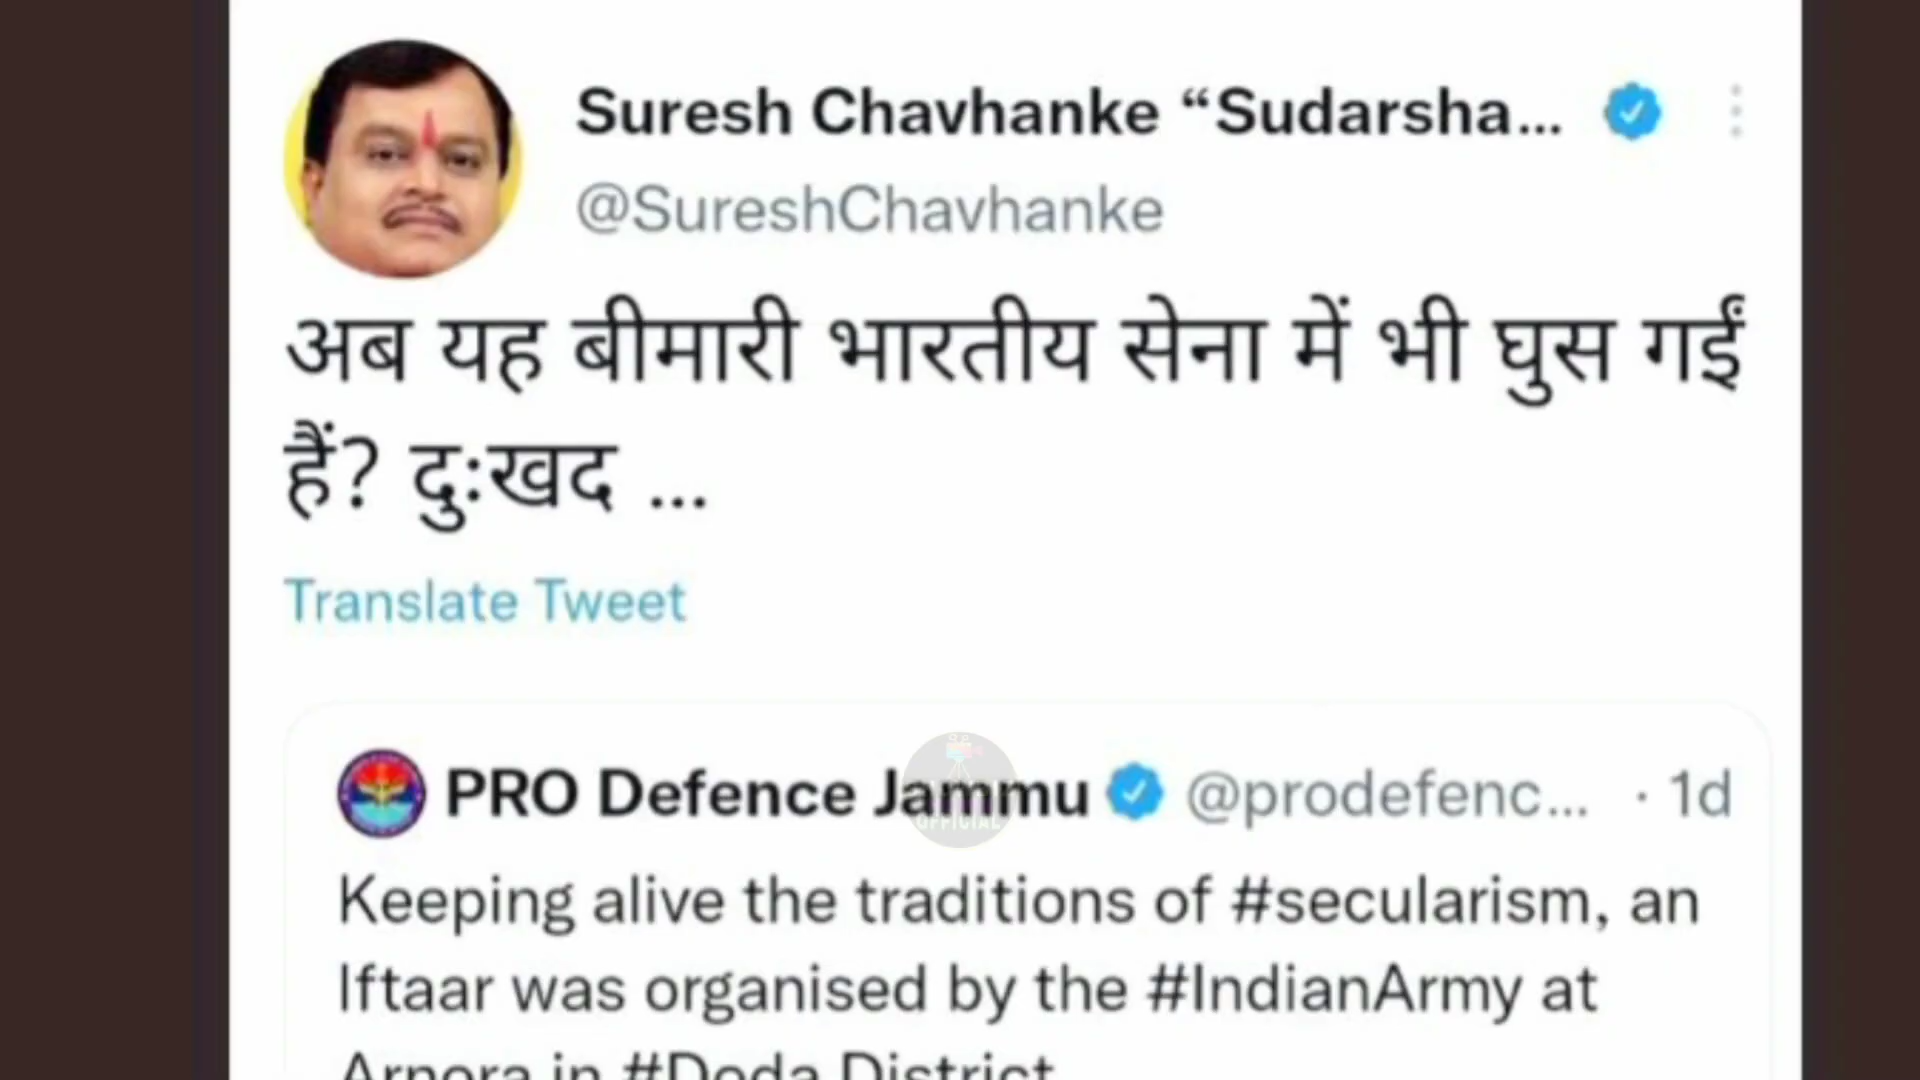 Suresh Chavhanke “Sudarsha...
@SureshChavhanke
अब यह बीमारी भारतीय सेना में भी घुस गईं
हैं? दुःखद ...
Translate Tweet
PRO Defence Jammu @prodefenc... · 1d
Keeping alive the traditions of #secularism, an
Iftaar was organised by the #IndianArmy at
Arnora in #Doda District
OFFICIAL